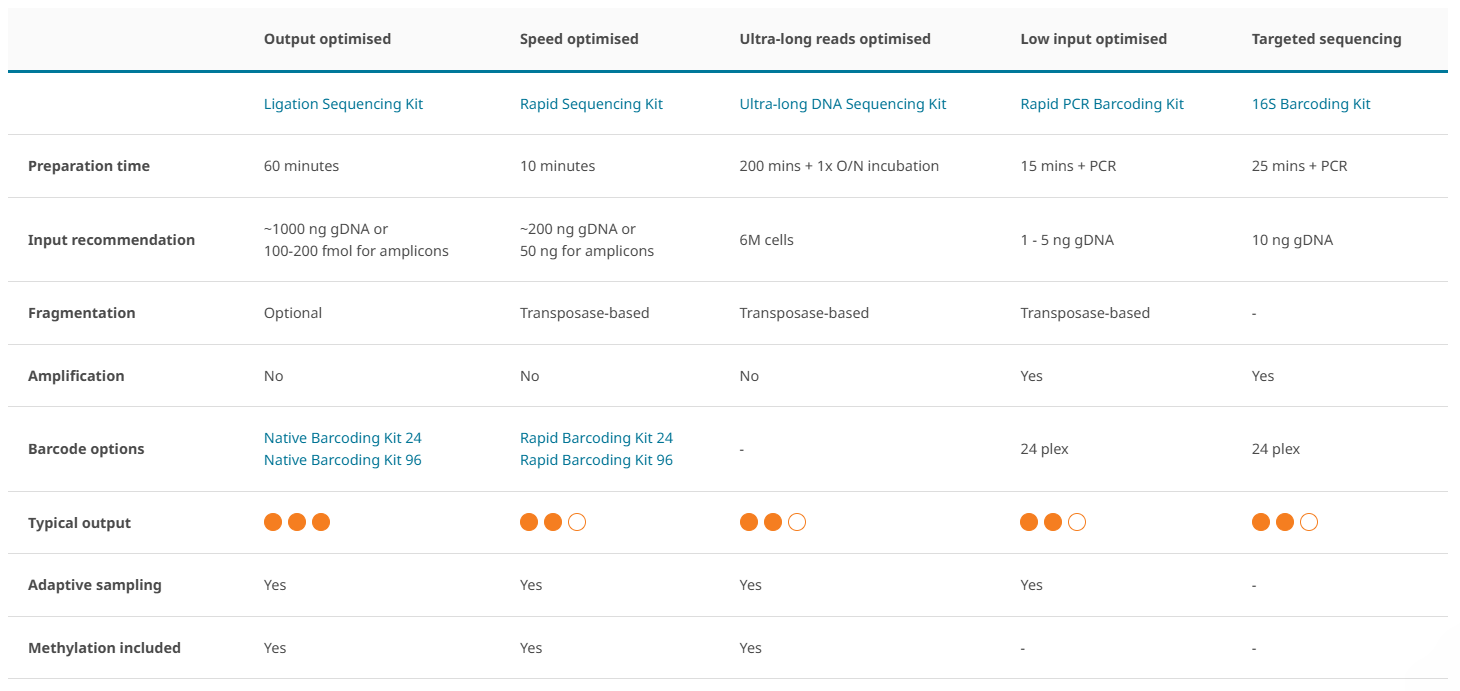 Output optimised Speed optimised Ultra-long reads optimised Low input optimised Targeted sequencing
Ligation Sequencing Kit Rapid Sequencing Kit Ultra-long DNA Sequencing Kit Rapid PCR Barcoding Kit 16S Barcoding Kit
Preparation time 60 minutes 10 minutes 200 mins + 1x O/N incubation 15 mins + PCR 25 mins + PCR
Input recommendation ~1000 ng gDNA or 100-200 fmol for amplicons ~200 ng gDNA or 50 ng for amplicons 6M cells 1 - 5 ng gDNA 10 ng gDNA
Fragmentation Optional Transposase-based Transposase-based Transposase-based -
Amplification No No No Yes Yes
Barcode options Native Barcoding Kit 24 Native Barcoding Kit 96 Rapid Barcoding Kit 24 Rapid Barcoding Kit 96 - 24 plex 24 plex
Typical output
Adaptive sampling Yes Yes Yes Yes -
Methylation included Yes Yes Yes - -